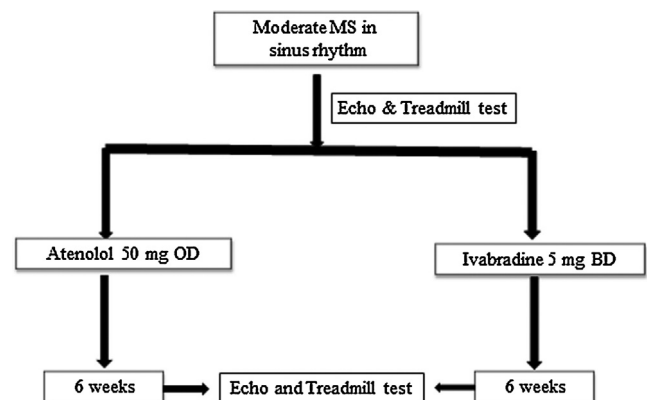 Moderate MS in
sinus rhythm
Echo & Treadmill test
Atenolol 50 mg OD
Ivabradine 5 mg BD
6 weeks
Echo and Treadmill test
6 weeks